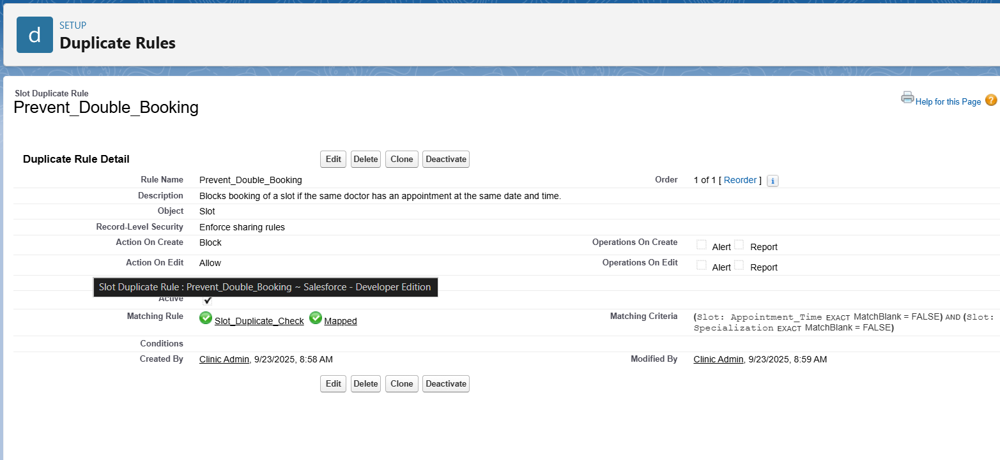 d
SETUP
Duplicate Rules
Slot Duplicate Rule
Prevent_Double_Booking
Help for this Page ?
Duplicate Rule Detail Edit Delete Clone Deactivate
Rule Name Prevent_Double_Booking Order 1 of 1 [ Reorder ] i
Description Blocks booking of a slot if the same doctor has an appointment at the same date and time.
Object Slot
Record-Level Security Enforce sharing rules
Action On Create Block Operations On Create Alert Report
Action On Edit Allow Operations On Edit Alert Report
Slot Duplicate Rule : Prevent_Double_Booking ~ Salesforce - Developer Edition
Active
Matching Rule Slot_Duplicate_Check Mapped Matching Criteria (Slot: Appointment_Time EXACT MatchBlank = FALSE) AND (Slot:
Specialization EXACT MatchBlank = FALSE)
Conditions
Created By Clinic Admin, 9/23/2025, 8:58 AM Modified By Clinic Admin, 9/23/2025, 8:59 AM
Edit Delete Clone Deactivate